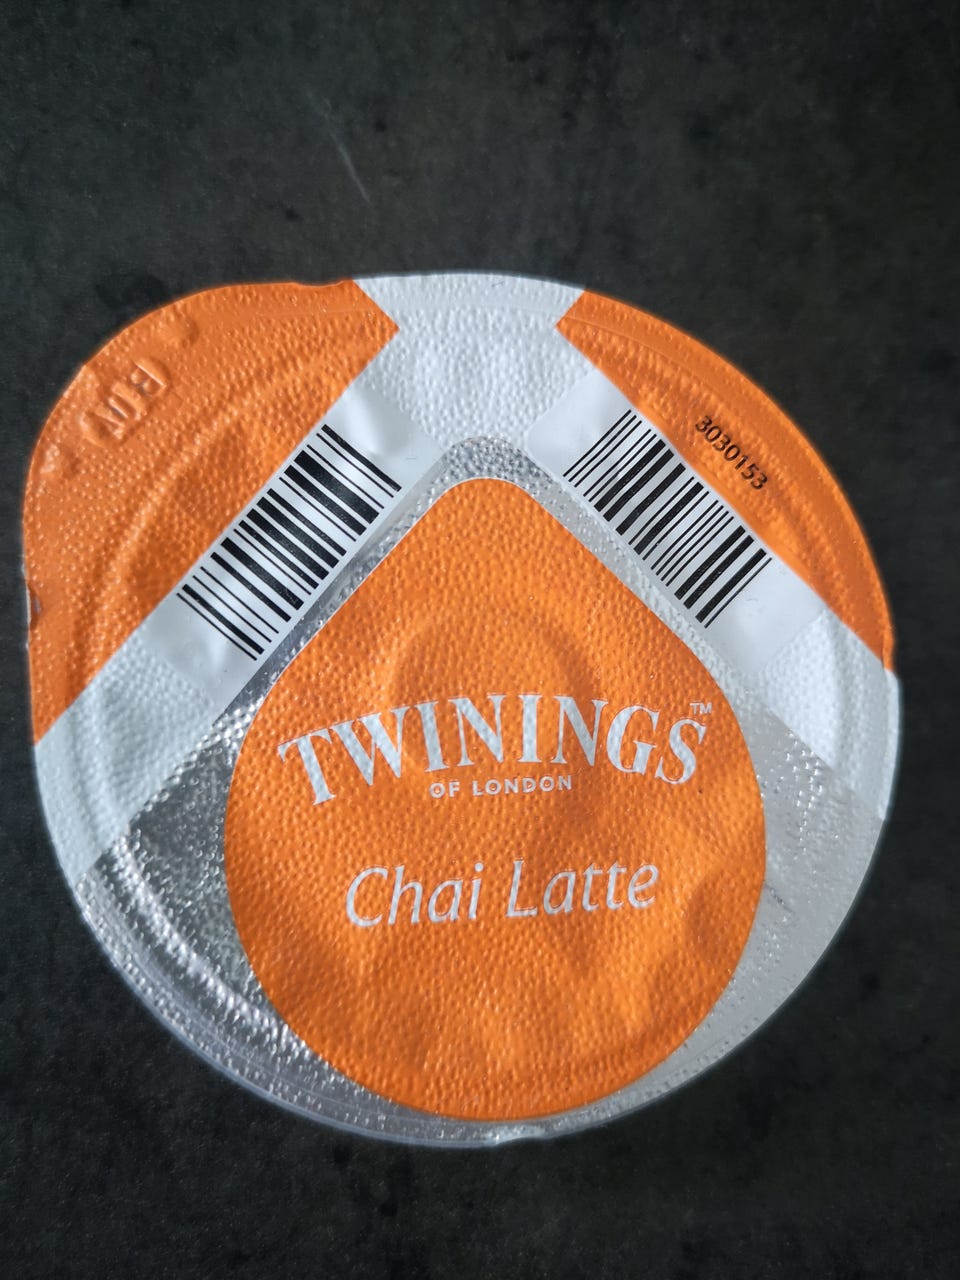 3030153
TWININGS™
OF LONDON
Chai Latte